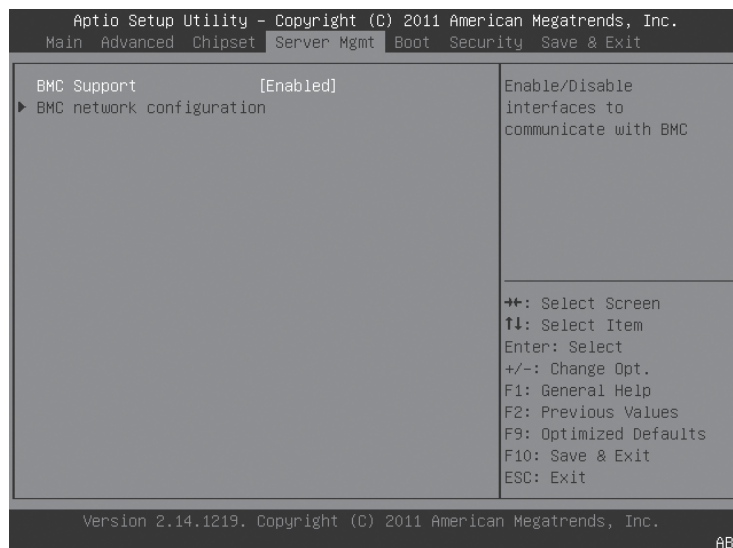 Aptio Setup Utility – Copyright (C) 2011 American Megatrends, Inc.
Main Advanced Chipset Server Mgmt Boot Security Save & Exit
BMC Support [Enabled]
▶ BMC network configuration
Enable/Disable
interfaces to
communicate with BMC
→←: Select Screen
↑↓: Select Item
Enter: Select
+/-: Change Opt.
F1: General Help
F2: Previous Values
F9: Optimized Defaults
F10: Save & Exit
ESC: Exit
Version 2.14.1219. Copyright (C) 2011 American Megatrends, Inc.
AB